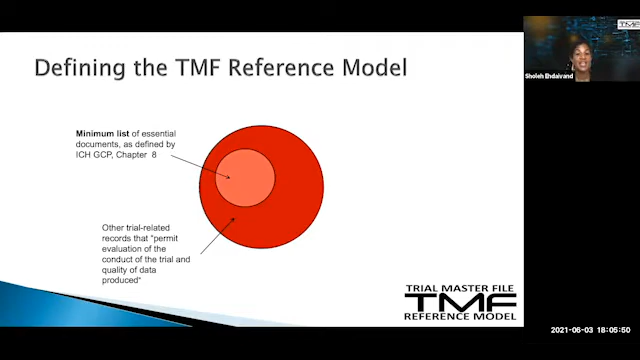 Defining the TMF Reference Model
Minimum list of essential
documents, as defined by
ICH GCP, Chapter 8
Other trial-related
records that "permit
evaluation of the
conduct of the trial and
quality of data
produced"
TRIAL MASTER FILE
TMF
REFERENCE MODEL
TMF
Sholeh Ehdaivand
2021-06-03 18:05:50